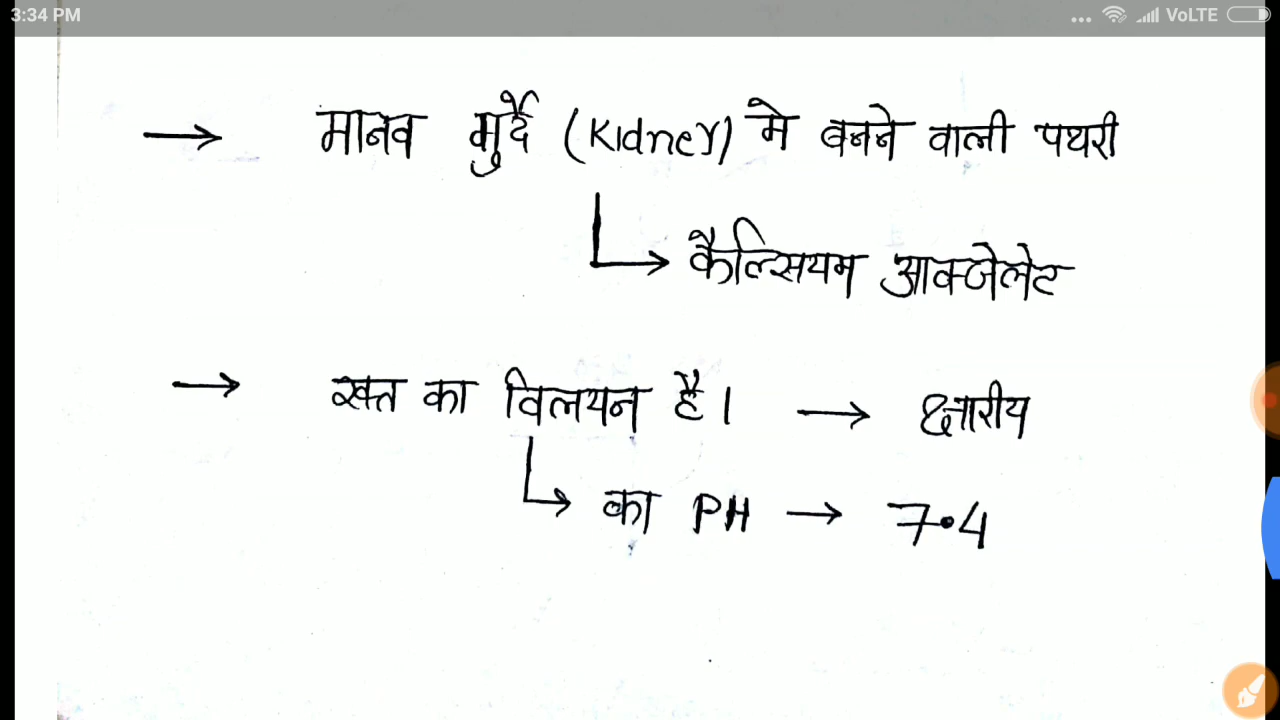 3:34 PM ... VoLTE
→ मानव मुर्दे (Kidney) मे बनने वाली पथरी
↳ कैल्सियम आक्जेलेट
→ रक्त का विलयन है। → क्षारीय
↳ का PH → 7.4